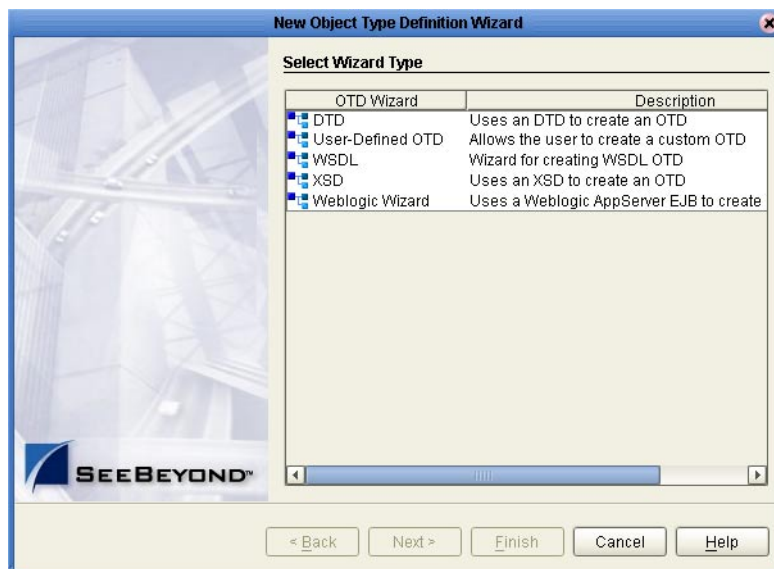 New Object Type Definition Wizard
Select Wizard Type
OTD Wizard Description
DTD Uses an DTD to create an OTD
User-Defined OTD Allows the user to create a custom OTD
WSDL Wizard for creating WSDL OTD
XSD Uses an XSD to create an OTD
Weblogic Wizard Uses a Weblogic AppServer EJB to create
SEEBEYOND™
< Back Next > Finish Cancel Help